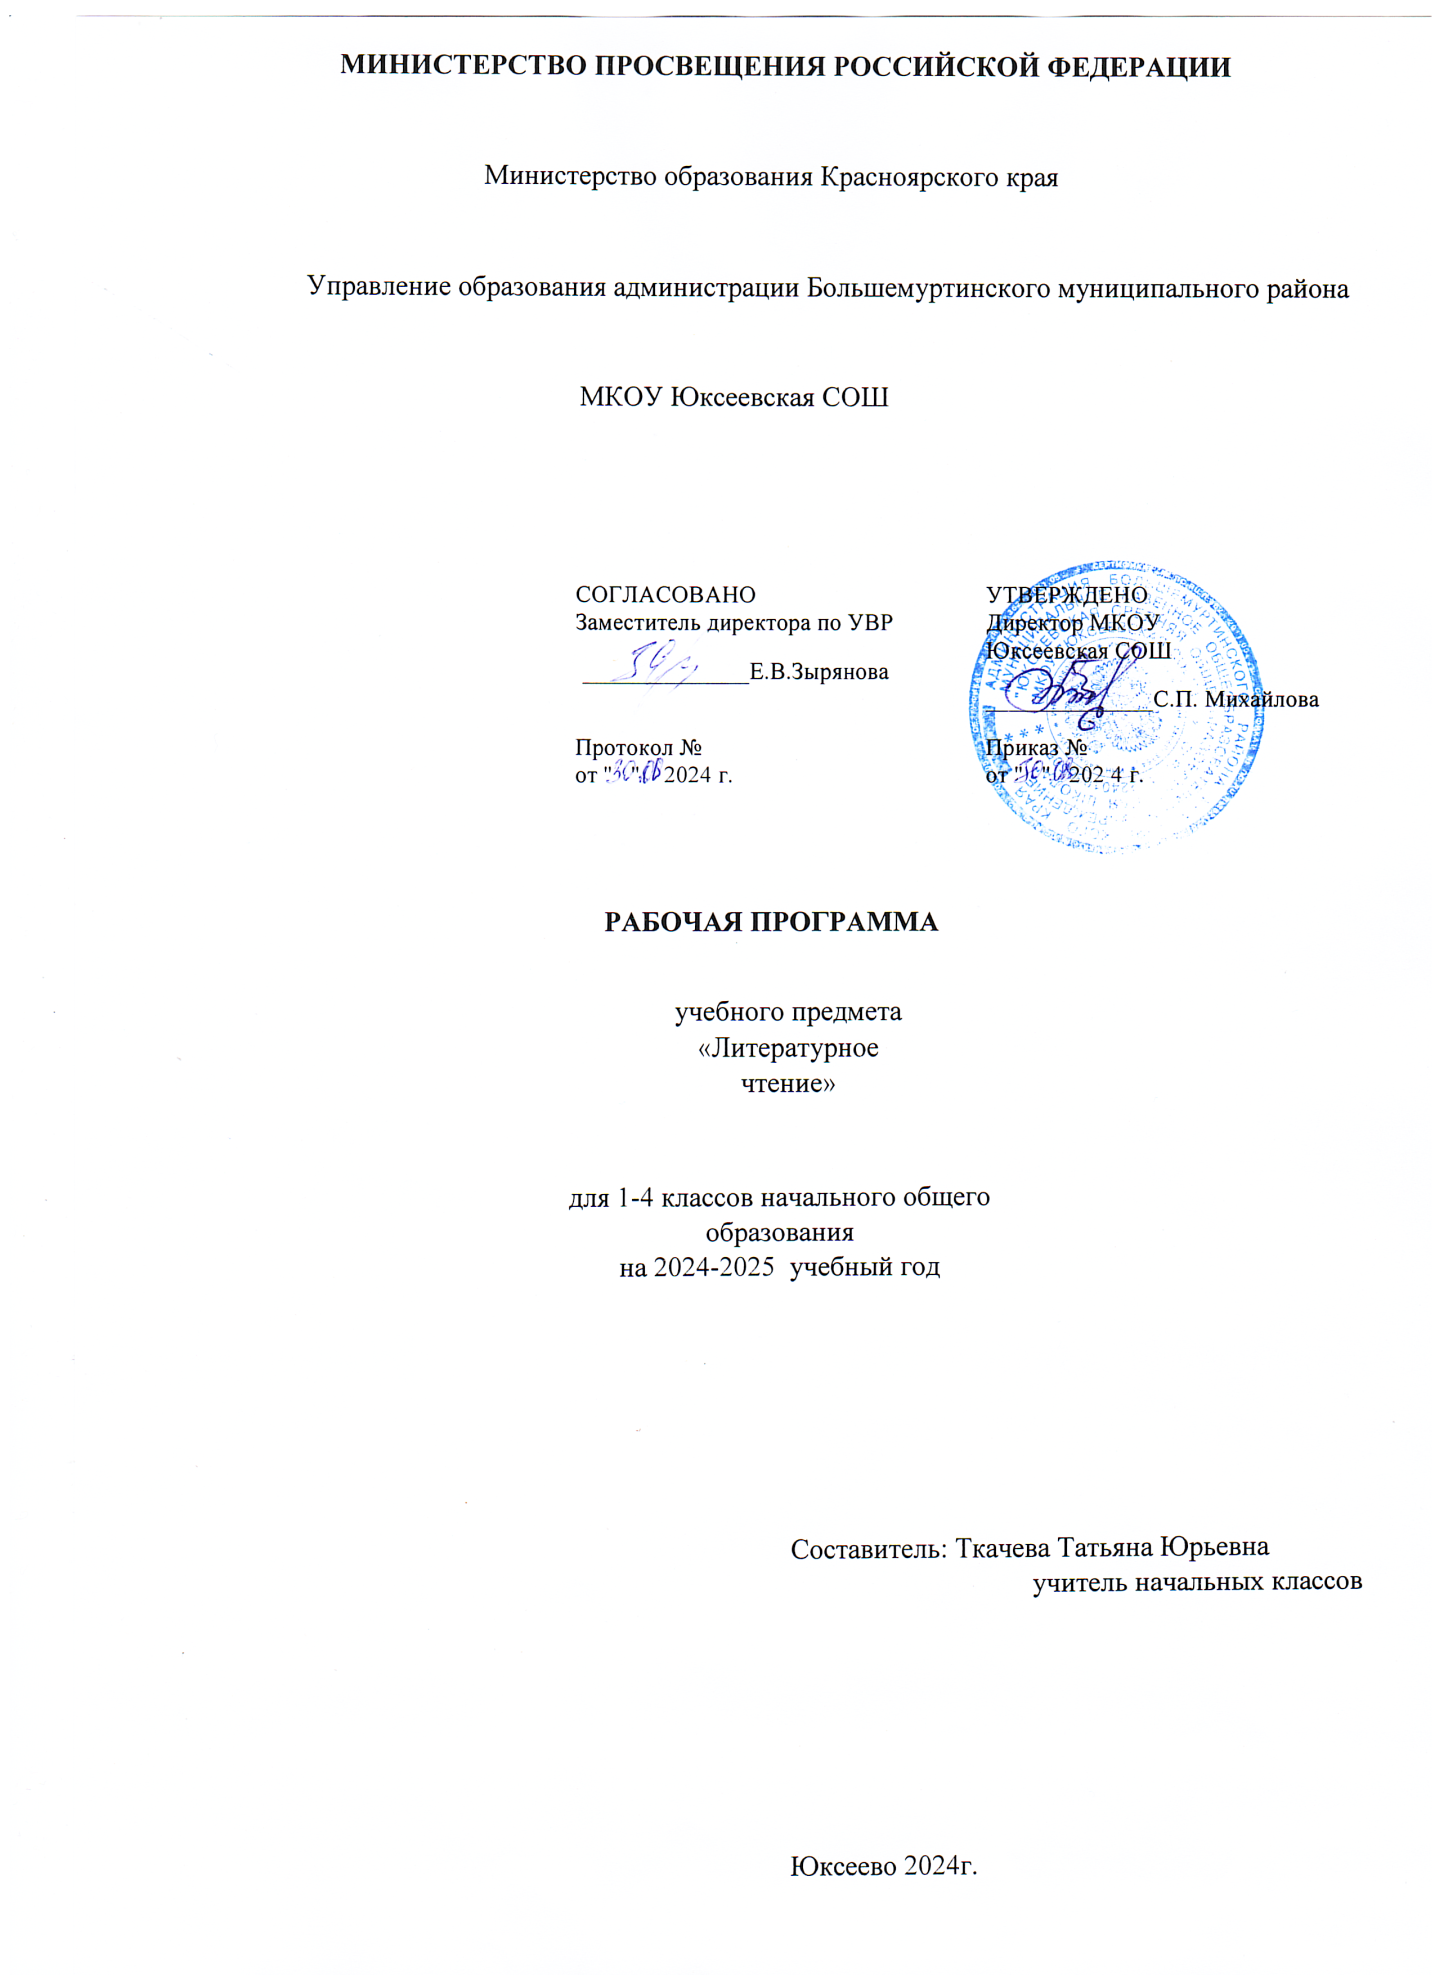 МИНИСТЕРСТВО ПРОСВЕЩЕНИЯ РОССИЙСКОЙ ФЕДЕРАЦИИ
Министерство образования Красноярского края
Управление образования администрации Большемуртинского муниципального района
МКОУ Юксеевская СОШ
СОГЛАСОВАНО
Заместитель директора по УВР
Е.В.Зырянова
Протокол №
от "30". 08 2024 г.
УТВЕРЖДЕНО
Директор МКОУ
Юксеевская СОШ
С.П. Михайлова
Приказ №
от "30" 08 202 4 г.
РАБОЧАЯ ПРОГРАММА
учебного предмета
«Литературное
чтение»
для 1-4 классов начального общего
образования
на 2024-2025 учебный год
Составитель: Ткачева Татьяна Юрьевна
учитель начальных классов
Юксеево 2024г.